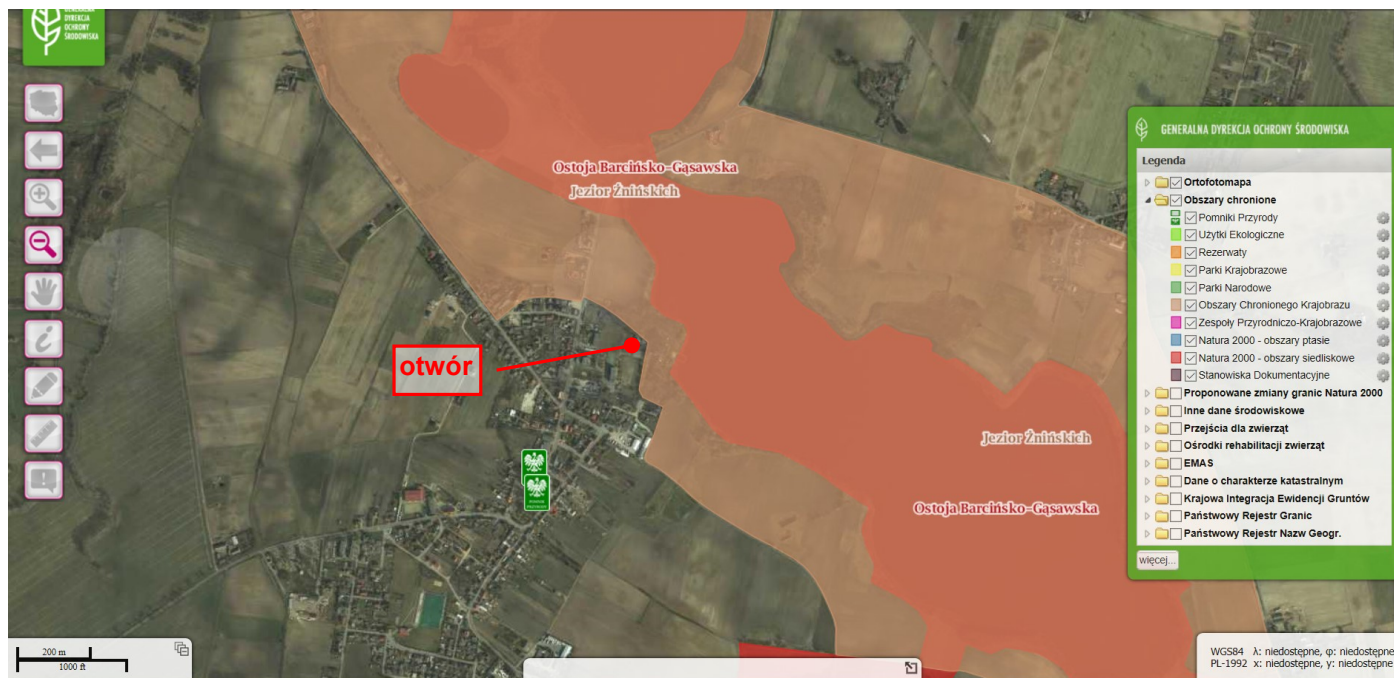 GENERALNA
DYREKCJA
OCHRONY
ŚRODOWISKA
Ostoja Barcińsko-Gąsawska
Jezior Żnińskich
otwór
Jezior Żnińskich
Ostoja Barcińsko-Gąsawska
GENERALNA DYREKCJA OCHRONY ŚRODOWISKA
Legenda
Ortofotomapa
Obszary chronione
Pomniki Przyrody
Użytki Ekologiczne
Rezerwaty
Parki Krajobrazowe
Parki Narodowe
Obszary Chronionego Krajobrazu
Zespoły Przyrodniczo-Krajobrazowe
Natura 2000 - obszary ptasie
Natura 2000 - obszary siedliskowe
Stanowiska Dokumentacyjne
Proponowane zmiany granic Natura 2000
Inne dane środowiskowe
Przejścia dla zwierząt
Ośrodki rehabilitacji zwierząt
EMAS
Dane o charakterze katastralnym
Krajowa Integracja Ewidencji Gruntów
Państwowy Rejestr Granic
Państwowy Rejestr Nazw Geogr.
więcej...
200 m
1000 ft
WGS84 λ: niedostępne, φ: niedostępne
PL-1992 x: niedostępne, y: niedostępne